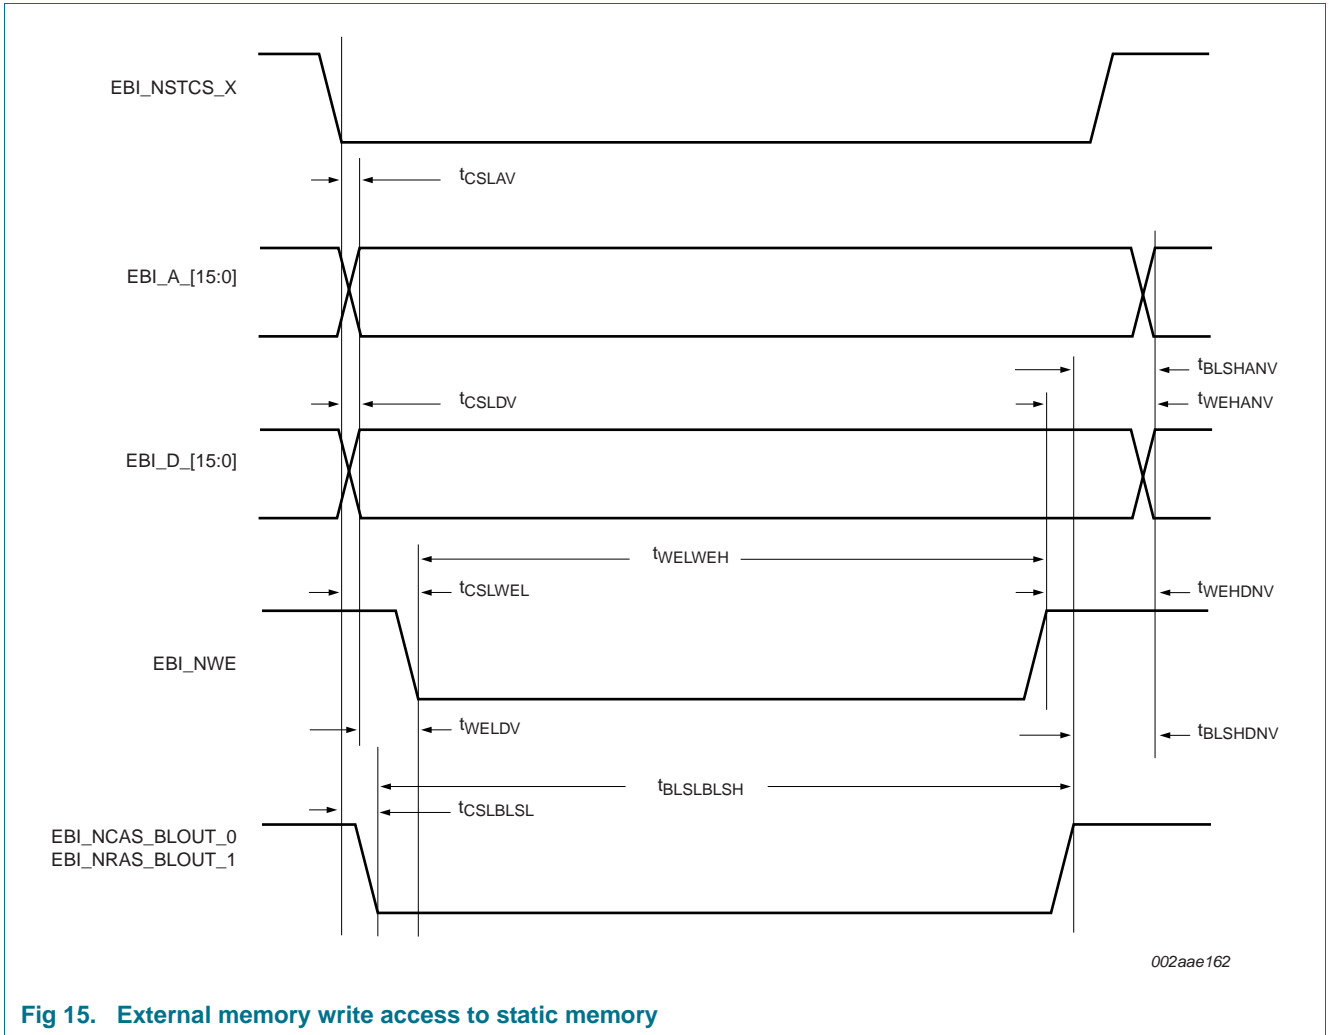 EBI_NSTCS_X
tCSLAV
EBI_A_[15:0]
tBLSHANV
tCSLDV
tWEHANV
EBI_D_[15:0]
tWELWEH
tCSLWEL
tWEHDNV
EBI_NWE
tWELDV
tBLSHDNV
tBLSLBLSH
tCSLBLSL
EBI_NCAS_BLOUT_0
EBI_NRAS_BLOUT_1
002aae162
Fig 15. External memory write access to static memory